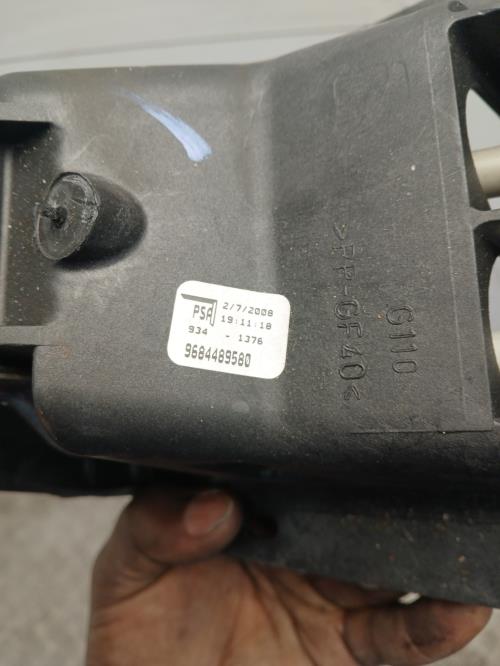 PSA 2/7/2008
19:11:18
934 - 1376
9684489580
>PP-GF40<
G110